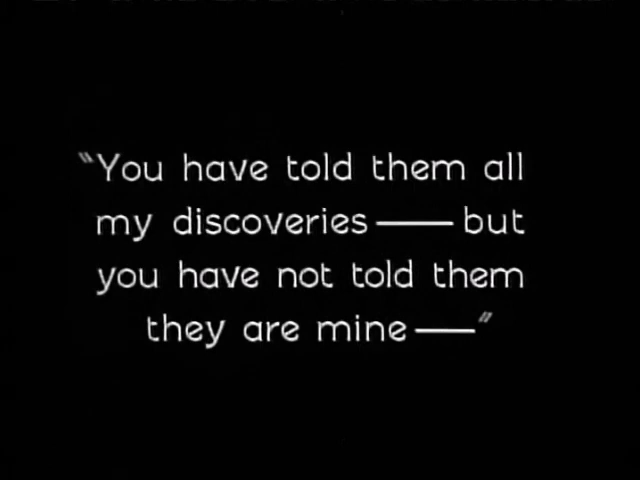 "You have told them all
my discoveries — but
you have not told them
they are mine — "